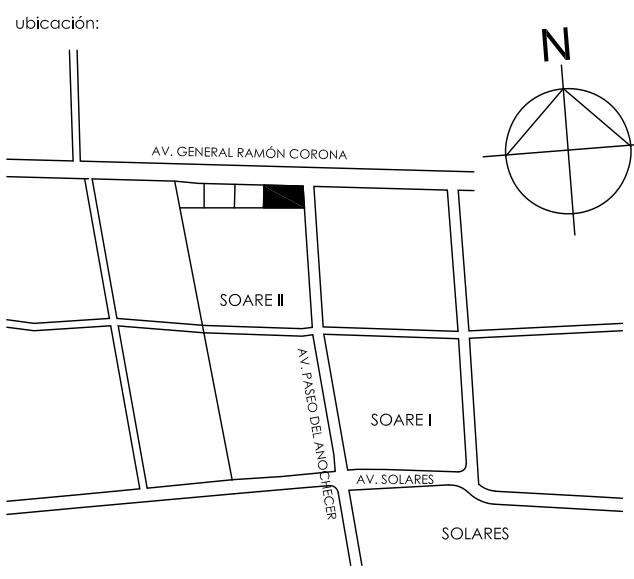 ubicación:
N
AV. GENERAL RAMÓN CORONA
SOARE II
AV. PASEO DEL ANOCHECER
SOARE I
AV. SOLARES
SOLARES